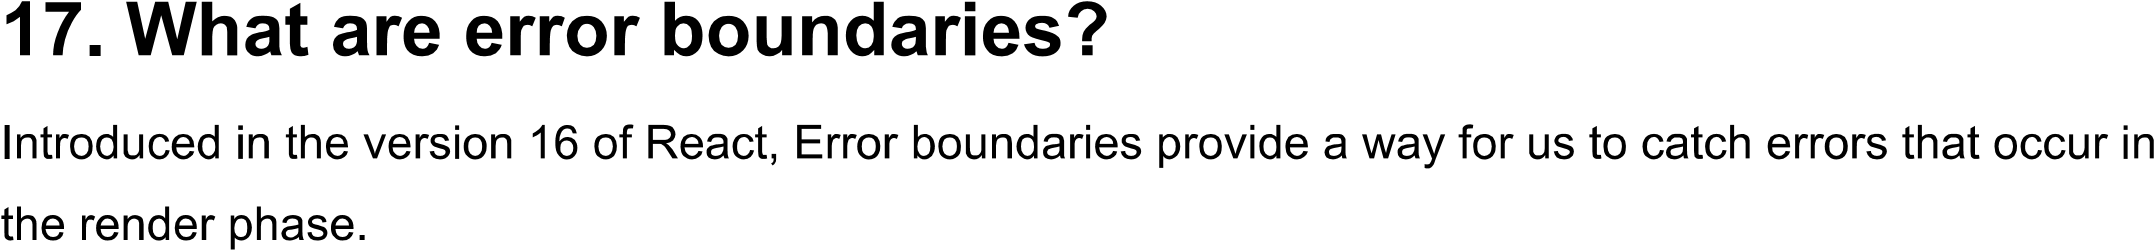 17. What are error boundaries?
Introduced in the version 16 of React, Error boundaries provide a way for us to catch errors that occur in
the render phase.